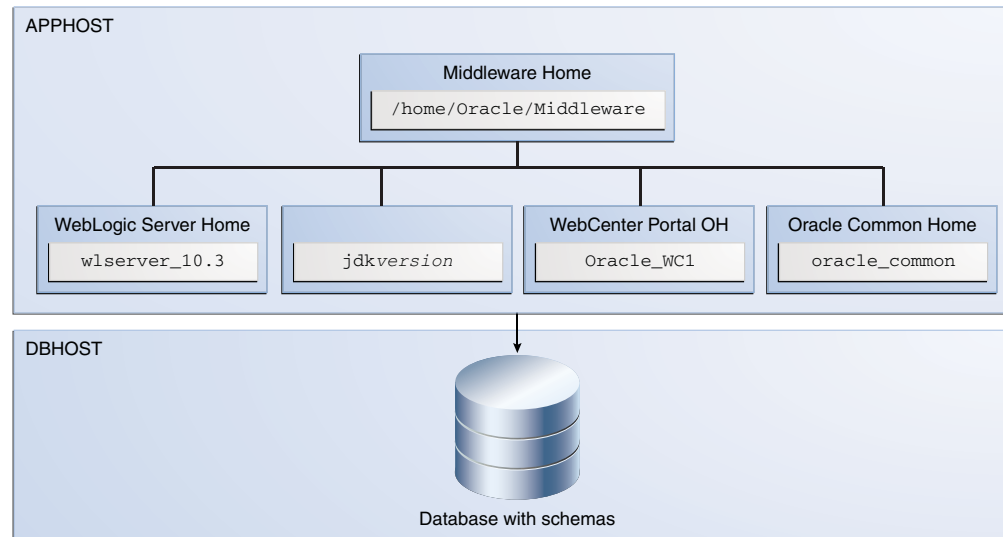 APPHOST
Middleware Home
/home/Oracle/Middleware
WebLogic Server Home
wlserver_10.3
jdkversion
WebCenter Portal OH
Oracle_WC1
Oracle Common Home
oracle_common
DBHOST
Database with schemas